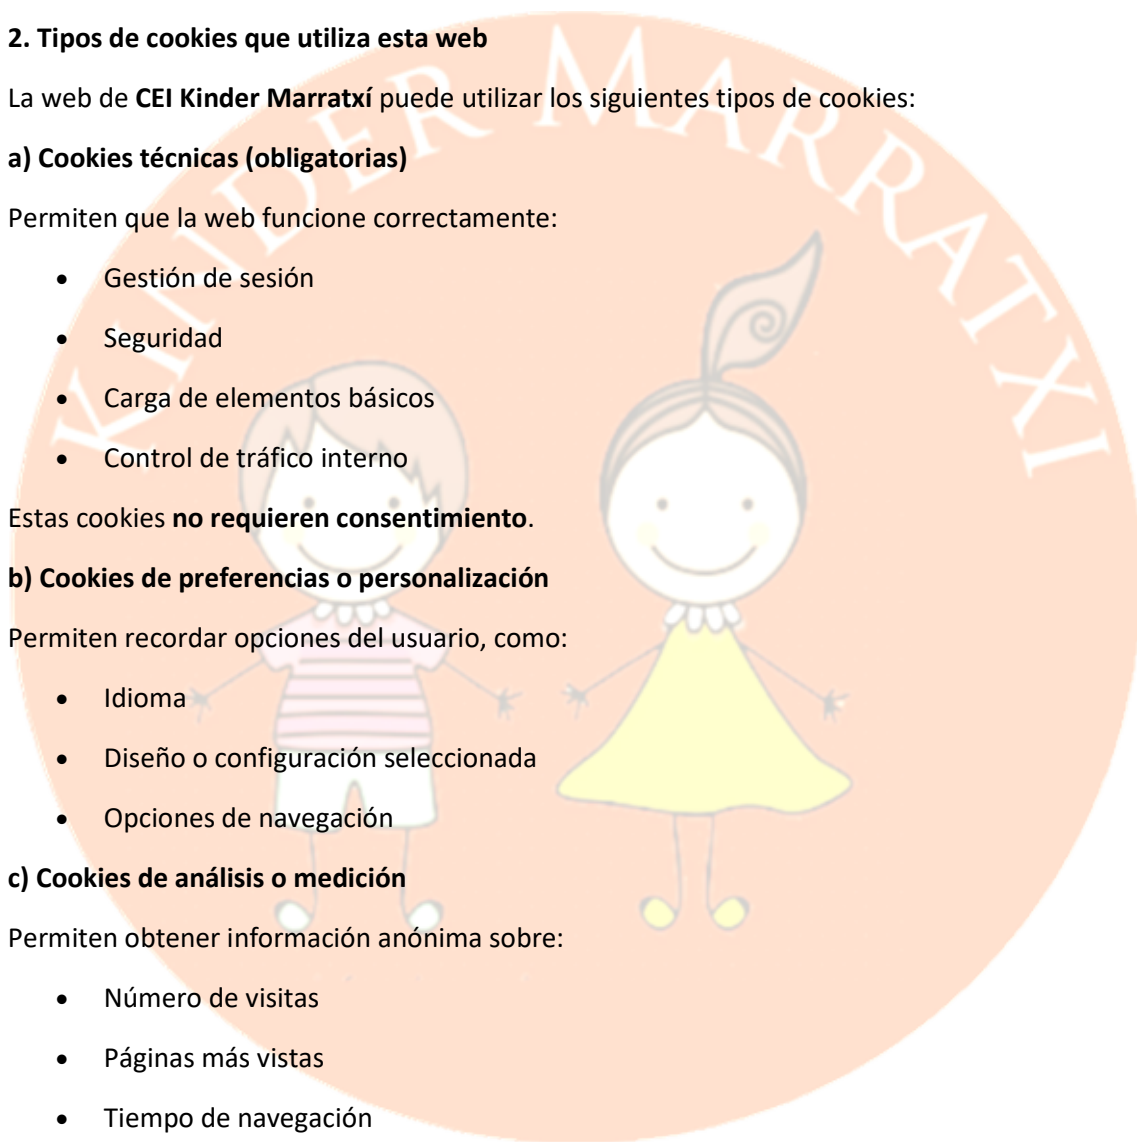 2. Tipos de cookies que utiliza esta web
La web de CEI Kinder Marratxí puede utilizar los siguientes tipos de cookies:
a) Cookies técnicas (obligatorias)
Permiten que la web funcione correctamente:
• Gestión de sesión
• Seguridad
• Carga de elementos básicos
• Control de tráfico interno
Estas cookies no requieren consentimiento.
b) Cookies de preferencias o personalización
Permiten recordar opciones del usuario, como:
• Idioma
• Diseño o configuración seleccionada
• Opciones de navegación
c) Cookies de análisis o medición
Permiten obtener información anónima sobre:
• Número de visitas
• Páginas más vistas
• Tiempo de navegación
KINDER MARRATXI